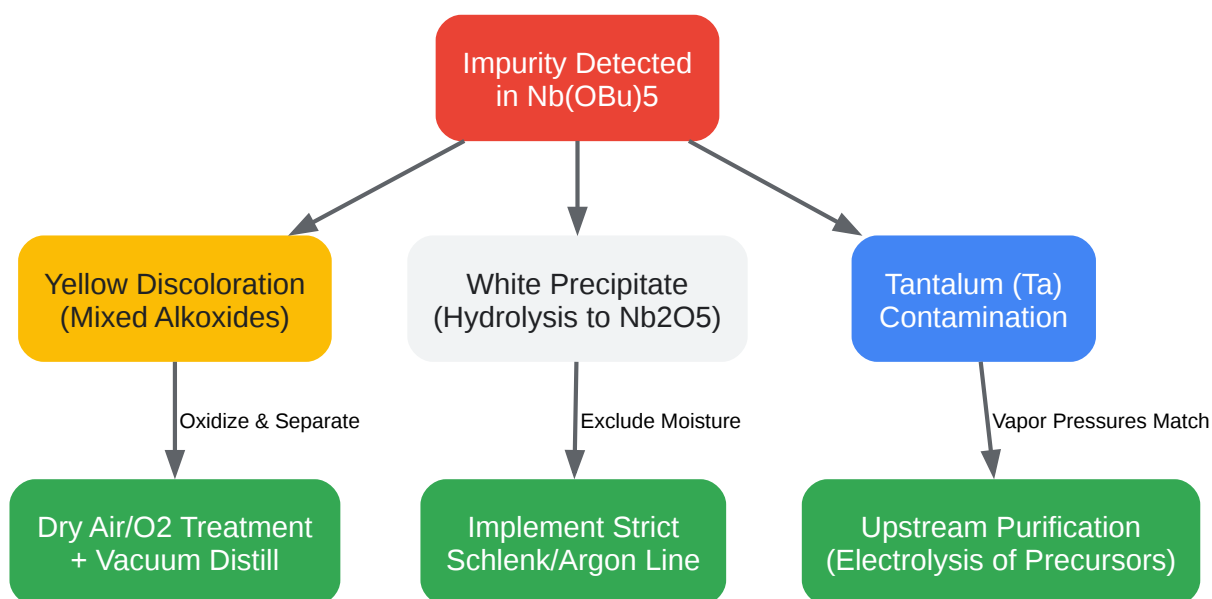 Impurity Detected
in Nb(OBu)5
Yellow Discoloration
(Mixed Alkoxides)
White Precipitate
(Hydrolysis to Nb2O5)
Tantalum (Ta)
Contamination
Oxidize & Separate
Exclude Moisture
Vapor Pressures Match
Dry Air/O2 Treatment
+ Vacuum Distill
Implement Strict
Schlenk/Argon Line
Upstream Purification
(Electrolysis of Precursors)